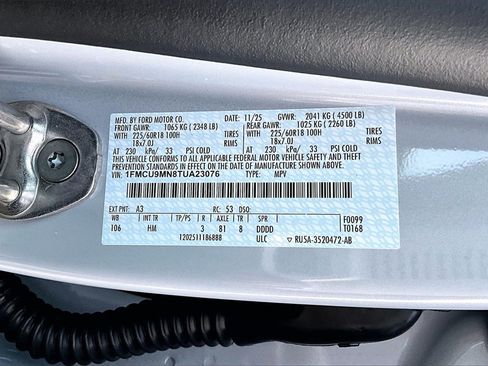 MFD. BY FORD MOTOR CO. 11/25 GVWR: 2041 KG ( 4500 LB)
FRONT GAWR: 1065 KG ( 2348 LB) REAR GAWR: 1025 KG ( 2260 LB)
WITH 225/60R18 100H TIRES WITH 225/60R18 100H TIRES
18x7.0J RIMS 18x7.0J RIMS
AT 230 kPa/ 33 PSI COLD AT 230 kPa/ 33 PSI COLD
THIS VEHICLE CONFORMS TO ALL APPLICABLE FEDERAL MOTOR VEHICLE SAFETY AND THEFT
PREVENTION STANDARDS IN EFFECT ON THE DATE OF MANUFACTURE SHOWN ABOVE.
VIN: 1FMCU9MN8TUA23076 TYPE: MPV
EXT PNT: A3 RC: 53 DSO:
WB INT TR TP/PS R AXLE TR SPR F0099
106 HM 3 81 8 DDDD T0168
1202511186888 ULC RU5A-3520472-AB